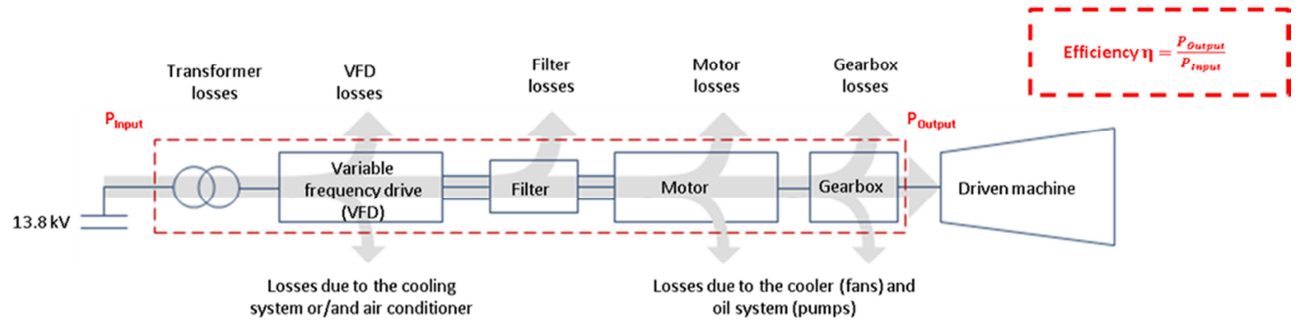 Efficiency η = P_Output / P_Input
Transformer
losses
VFD
losses
Filter
losses
Motor
losses
Gearbox
losses
P_Input
P_Output
Variable
frequency drive
(VFD)
Filter
Motor
Gearbox
Driven machine
13.8 kV
Losses due to the cooling
system or/and air conditioner
Losses due to the cooler (fans) and
oil system (pumps)